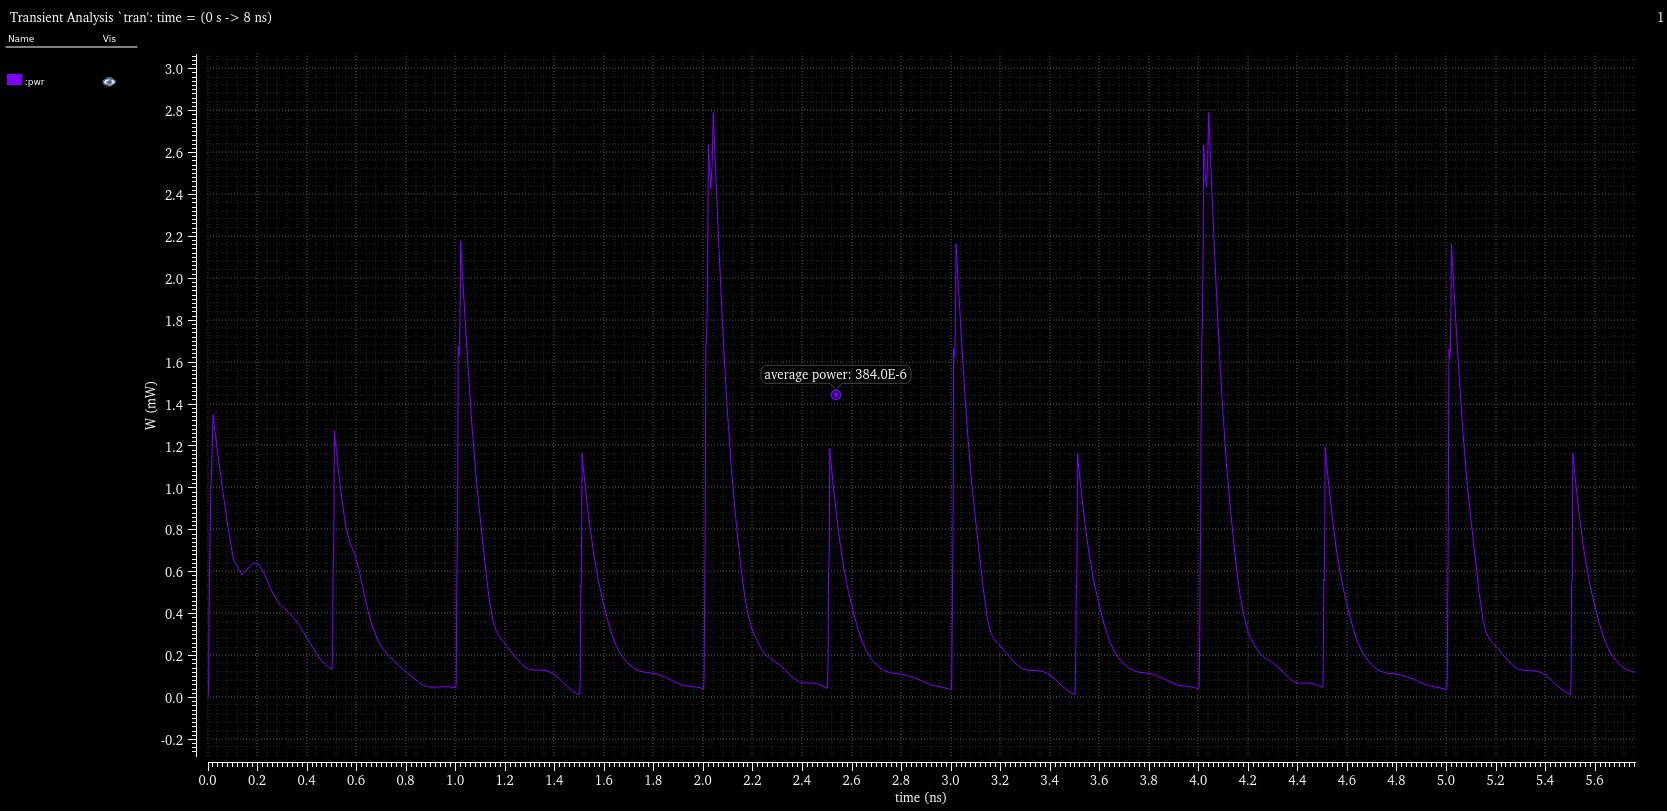 Transient Analysis `tran': time = (0 s -> 8 ns)
1
Name Vis
:pwr
3.0
2.8
2.6
2.4
2.2
2.0
1.8
1.6
1.4
1.2
1.0
0.8
0.6
0.4
0.2
0.0
-0.2
W (mW)
average power: 384.0E-6
0.0 0.2 0.4 0.6 0.8 1.0 1.2 1.4 1.6 1.8 2.0 2.2 2.4 2.6 2.8 3.0 3.2 3.4 3.6 3.8 4.0 4.2 4.4 4.6 4.8 5.0 5.2 5.4 5.6
time (ns)